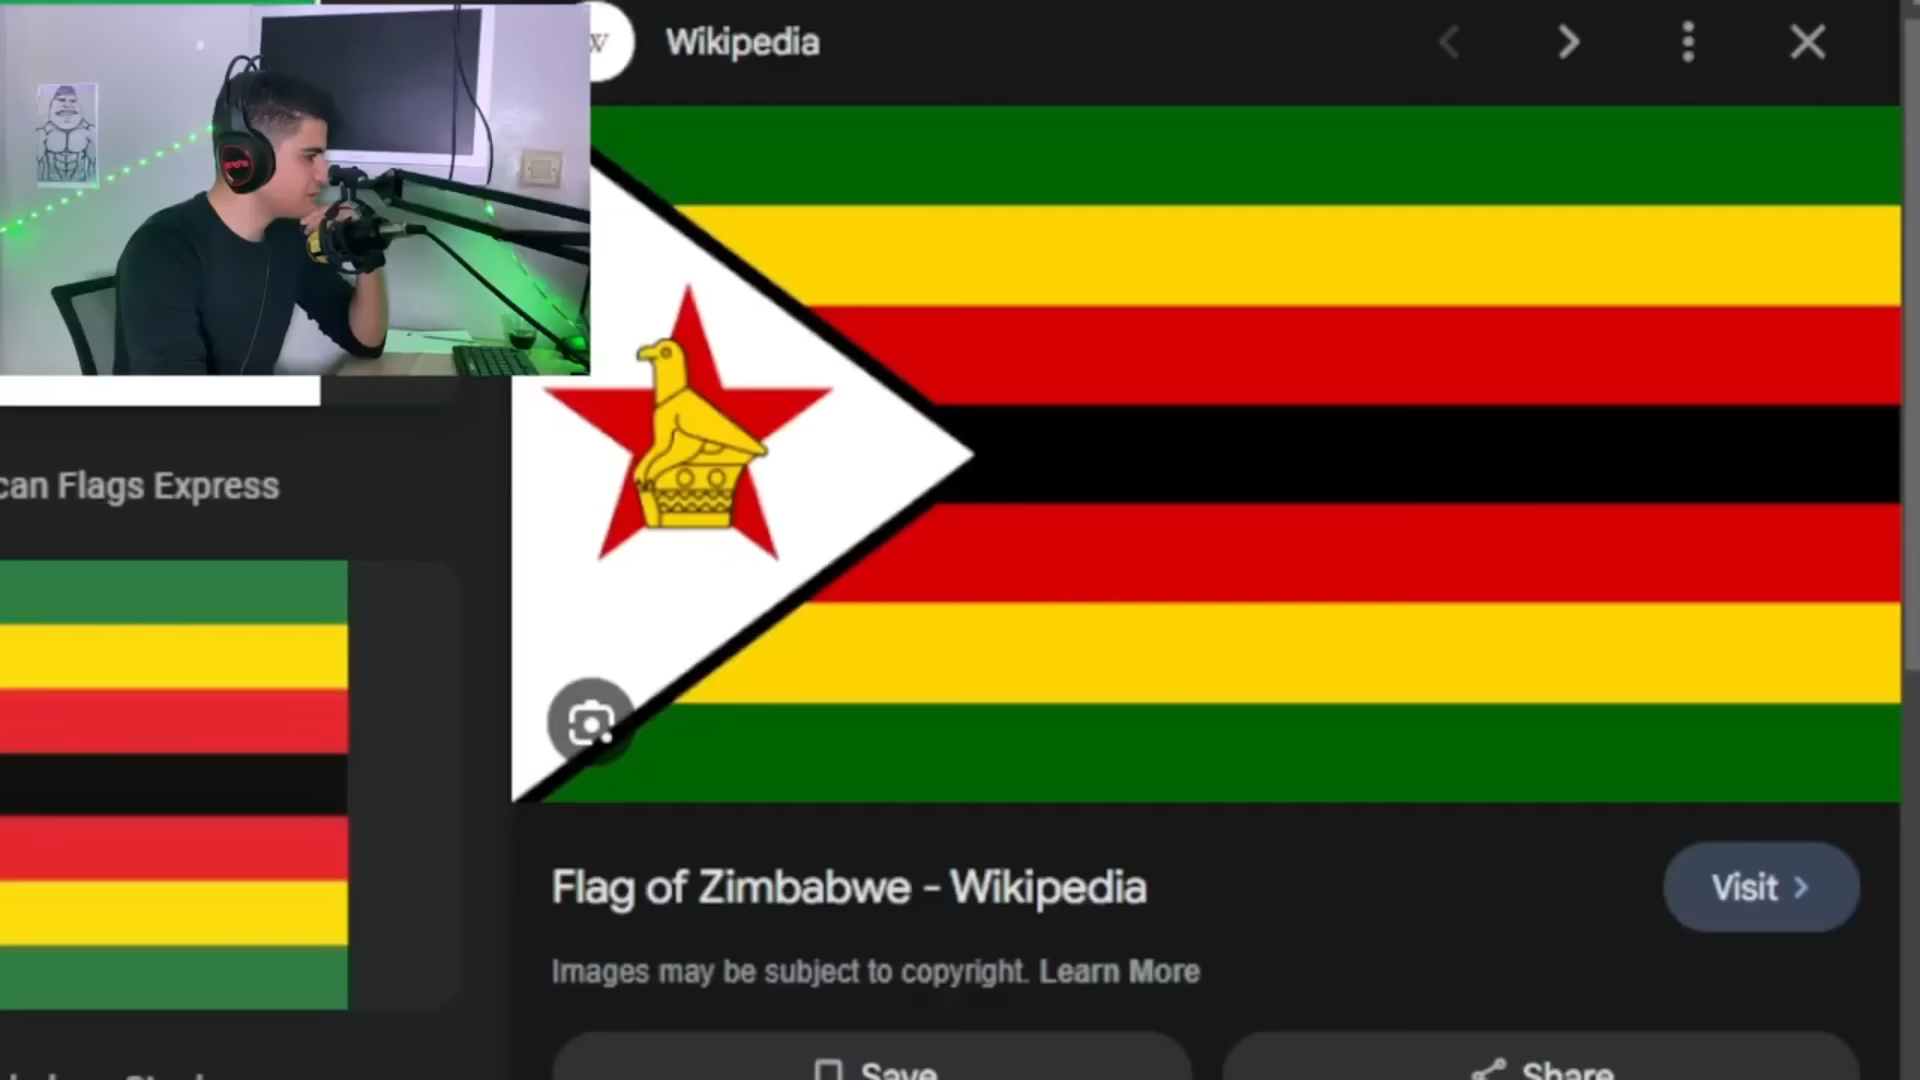 W
Wikipedia
can Flags Express
Flag of Zimbabwe - Wikipedia
Visit
Images may be subject to copyright. Learn More
Save
Share